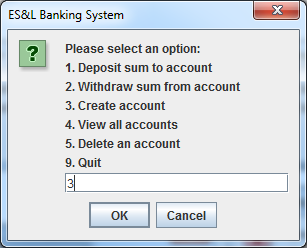 ES&L Banking System
?
Please select an option:
1. Deposit sum to account
2. Withdraw sum from account
3. Create account
4. View all accounts
5. Delete an account
9. Quit
3
OK
Cancel